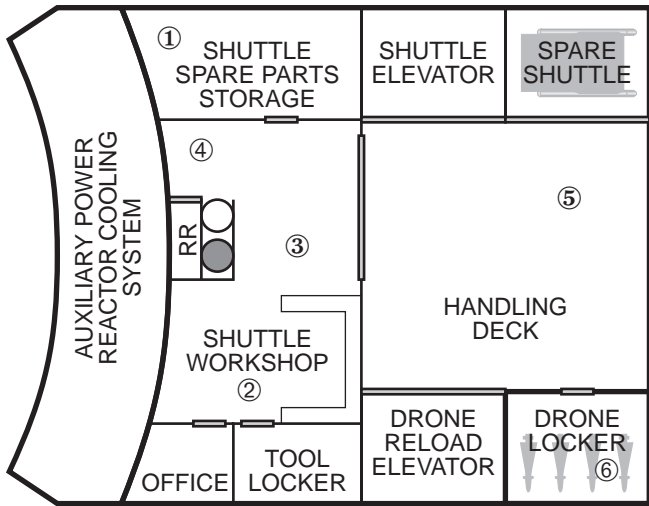 ①
SHUTTLE
SPARE PARTS
STORAGE
SHUTTLE
ELEVATOR
SPARE
SHUTTLE
AUXILIARY POWER
REACTOR COOLING
SYSTEM
④
RR
③
⑤
HANDLING
DECK
SHUTTLE
WORKSHOP
②
OFFICE
TOOL
LOCKER
DRONE
RELOAD
ELEVATOR
DRONE
LOCKER
⑥